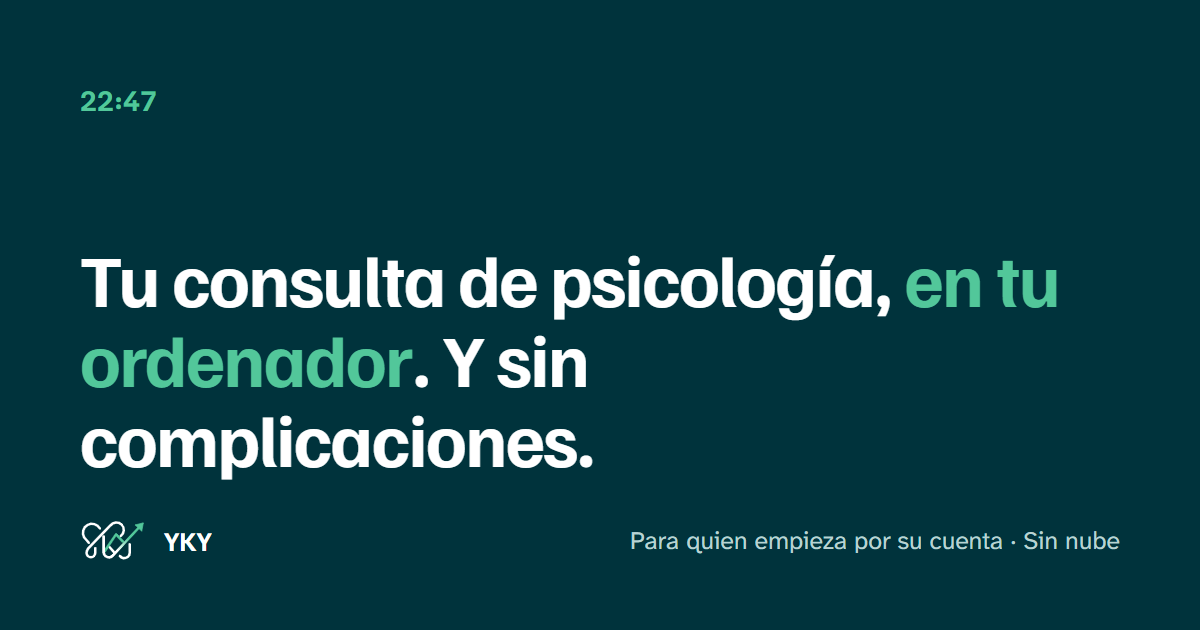 22:47
Tu consulta de psicología, en tu
ordenador. Y sin
complicaciones.
YKY
Para quien empieza por su cuenta · Sin nube